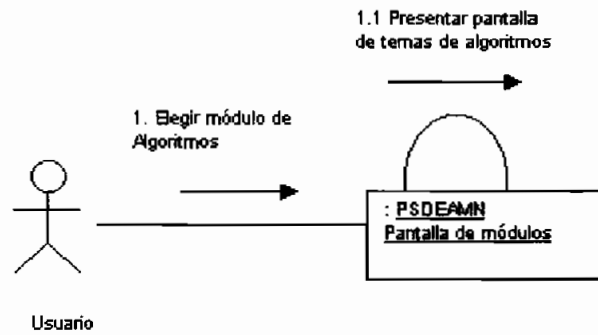 1.1 Presentar pantalla
de temas de algoritmos
1. Elegir módulo de
Algoritmos
: PSDEAMN
Pantalla de módulos
Usuario